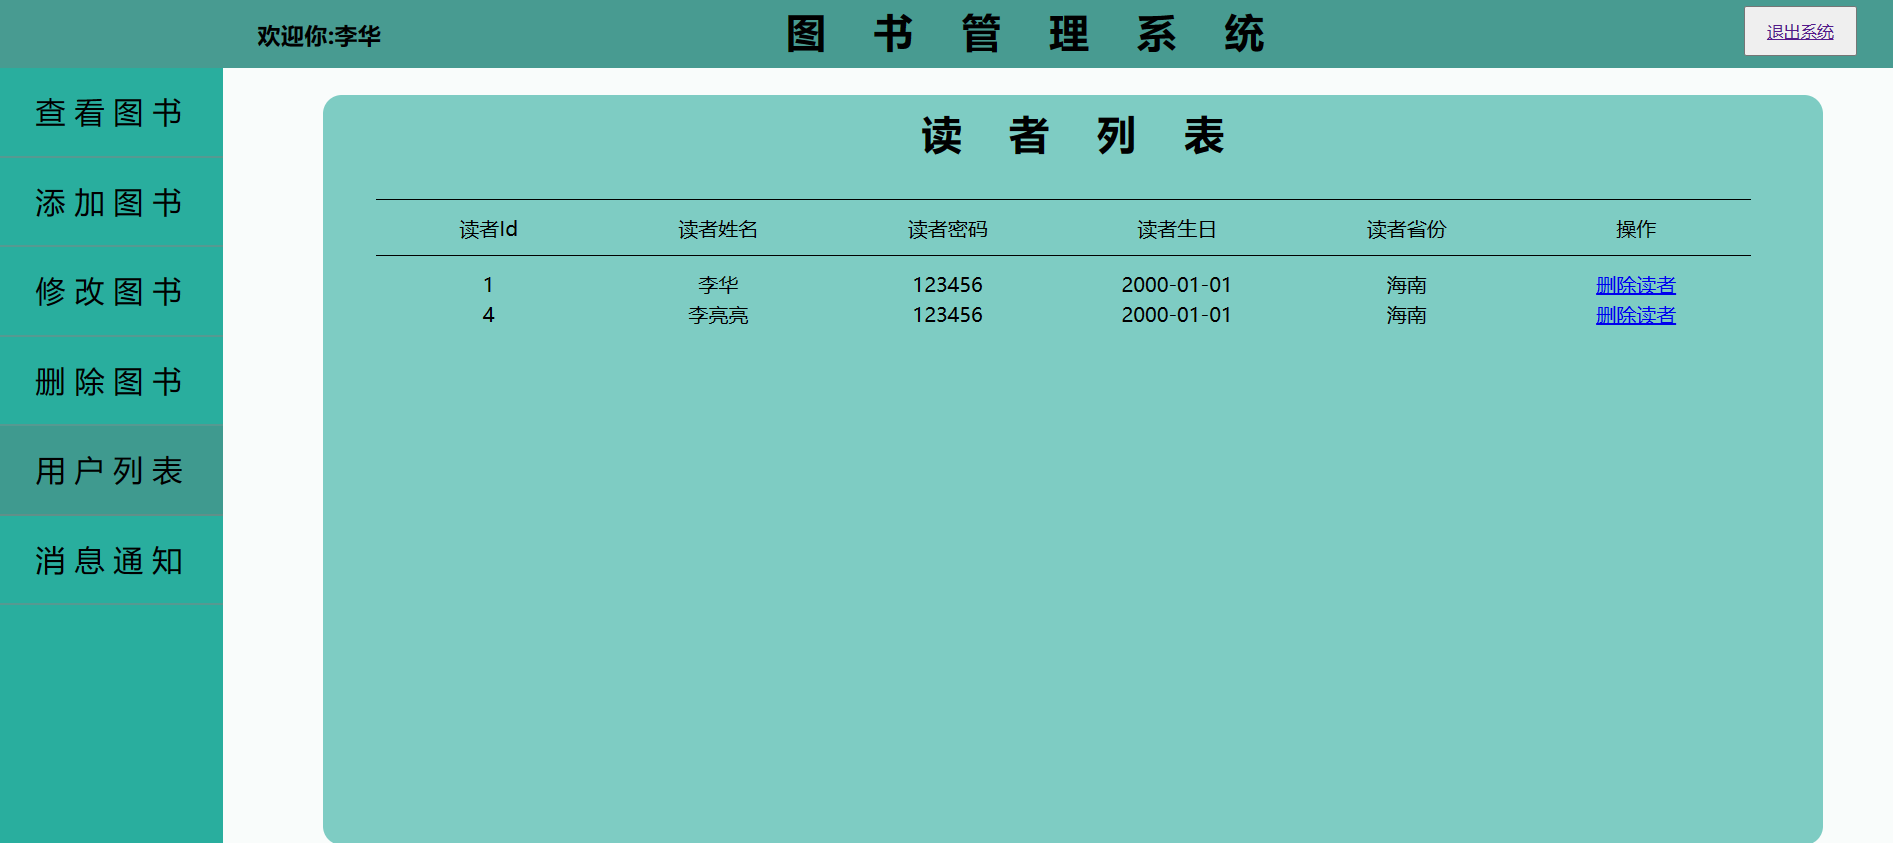 欢迎你:李华
图 书 管 理 系 统
退出系统
查看图书
添加图书
修改图书
删除图书
用户列表
消息通知
读 者 列 表
读者Id 读者姓名 读者密码 读者生日 读者省份 操作
1 李华 123456 2000-01-01 海南 删除读者
4 李亮亮 123456 2000-01-01 海南 删除读者